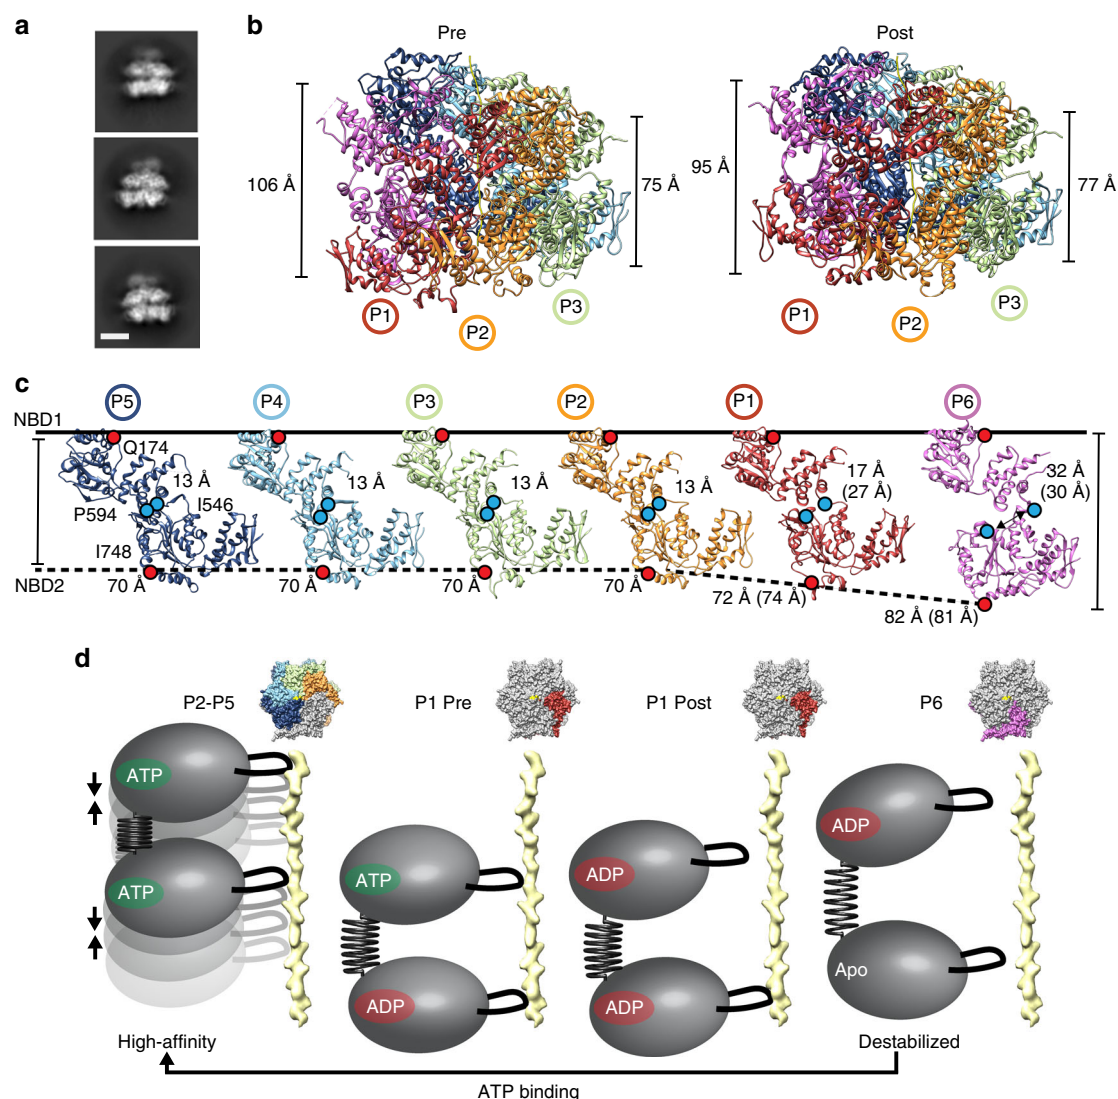 a
b
Pre
Post
106 Å
75 Å
95 Å
77 Å
P1
P2
P3
P1
P2
P3
c
P5
P4
P3
P2
P1
P6
NBD1
Q174
13 Å
P594
I546
I748
NBD2
70 Å
13 Å
70 Å
13 Å
70 Å
13 Å
70 Å
17 Å
(27 Å)
72 Å (74 Å)
32 Å
(30 Å)
82 Å (81 Å)
d
P2-P5
P1 Pre
P1 Post
P6
ATP
ATP
ATP
ADP
ADP
ADP
ADP
Apo
High-affinity
Destabilized
ATP binding